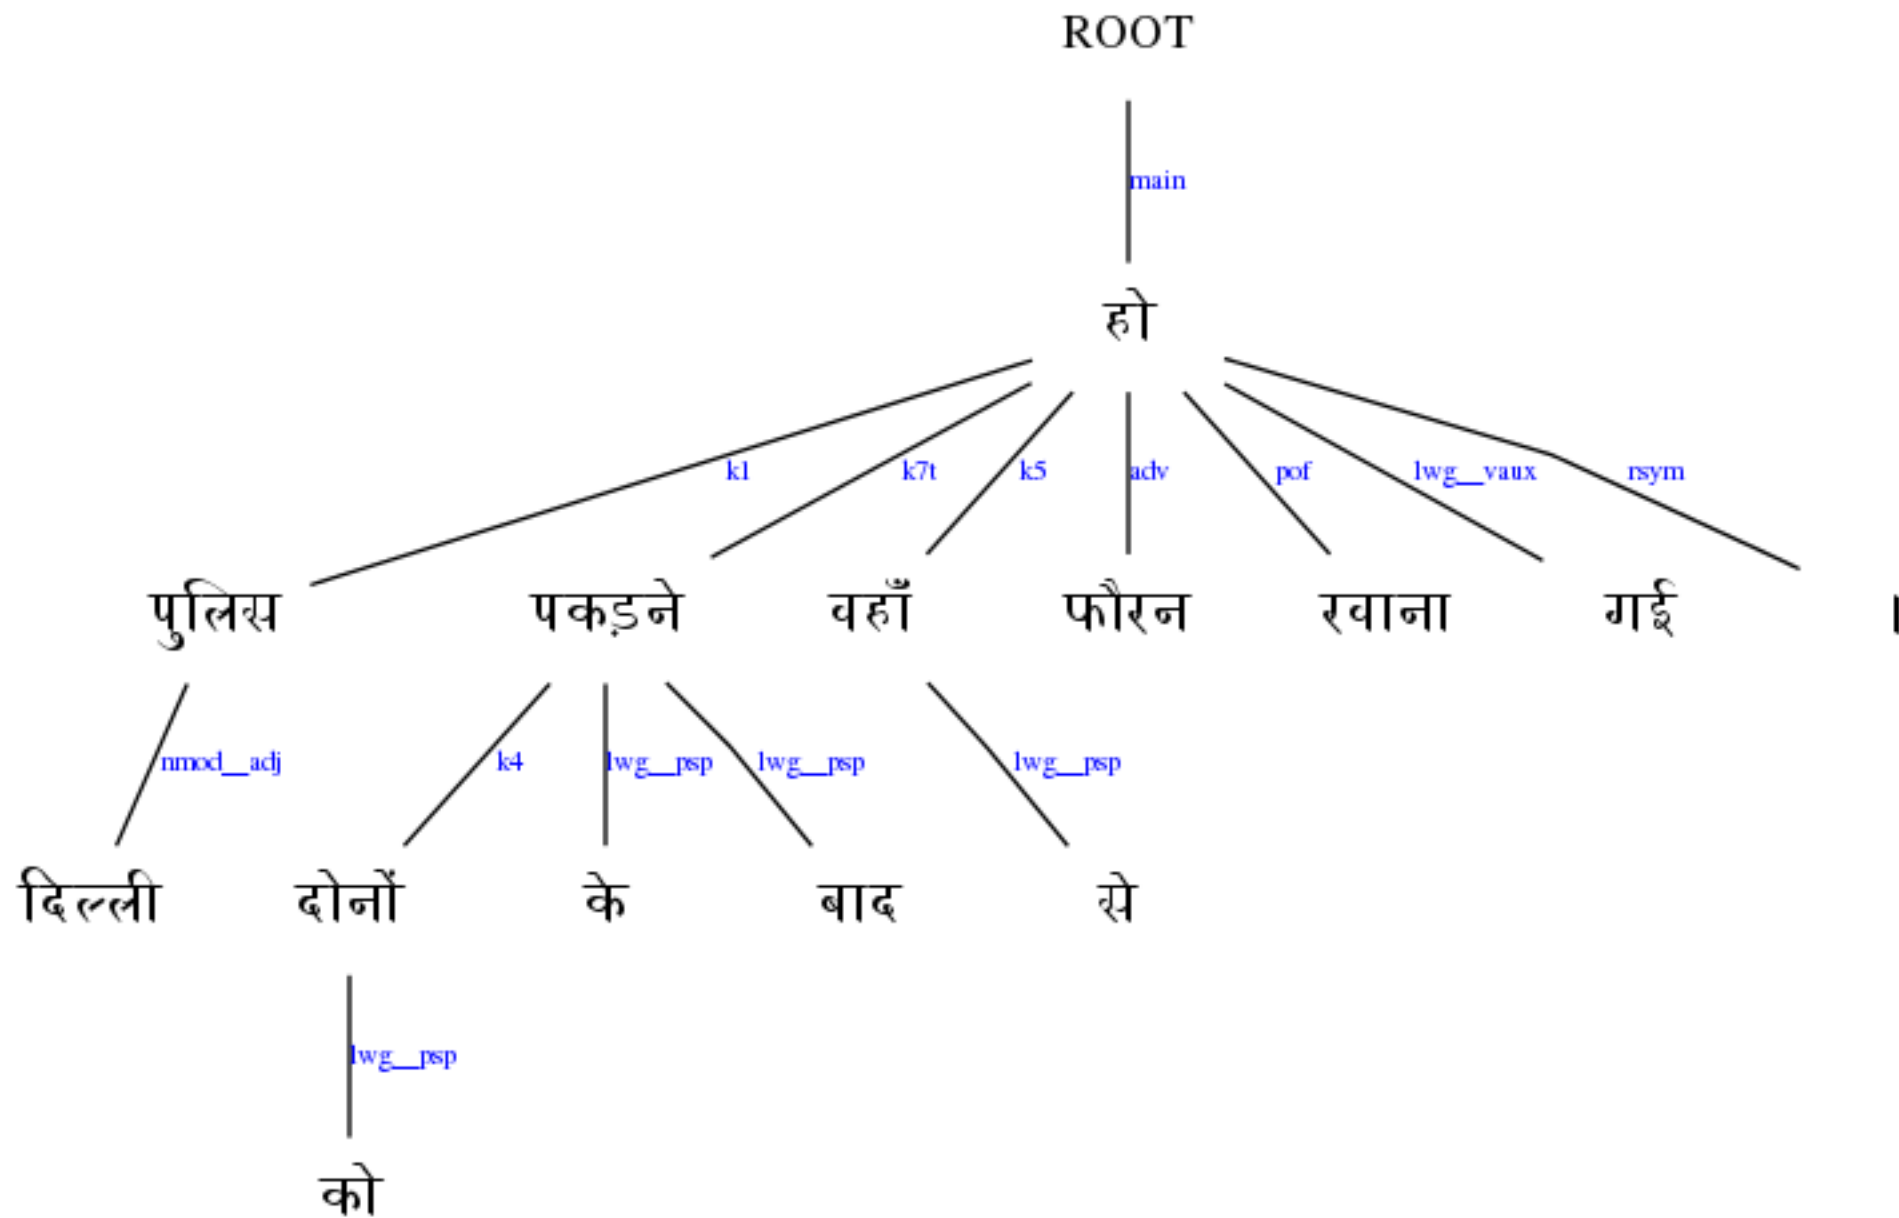 ROOT
main
हो
k1 k7t k5 adv pof lwg__vaux rsym
पुलिस पकड़ने वहाँ फौरन रवाना गई ।
nmod__adj k4 lwg__psp lwg__psp lwg__psp
दिल्ली दोनों के बाद से
lwg__psp
को